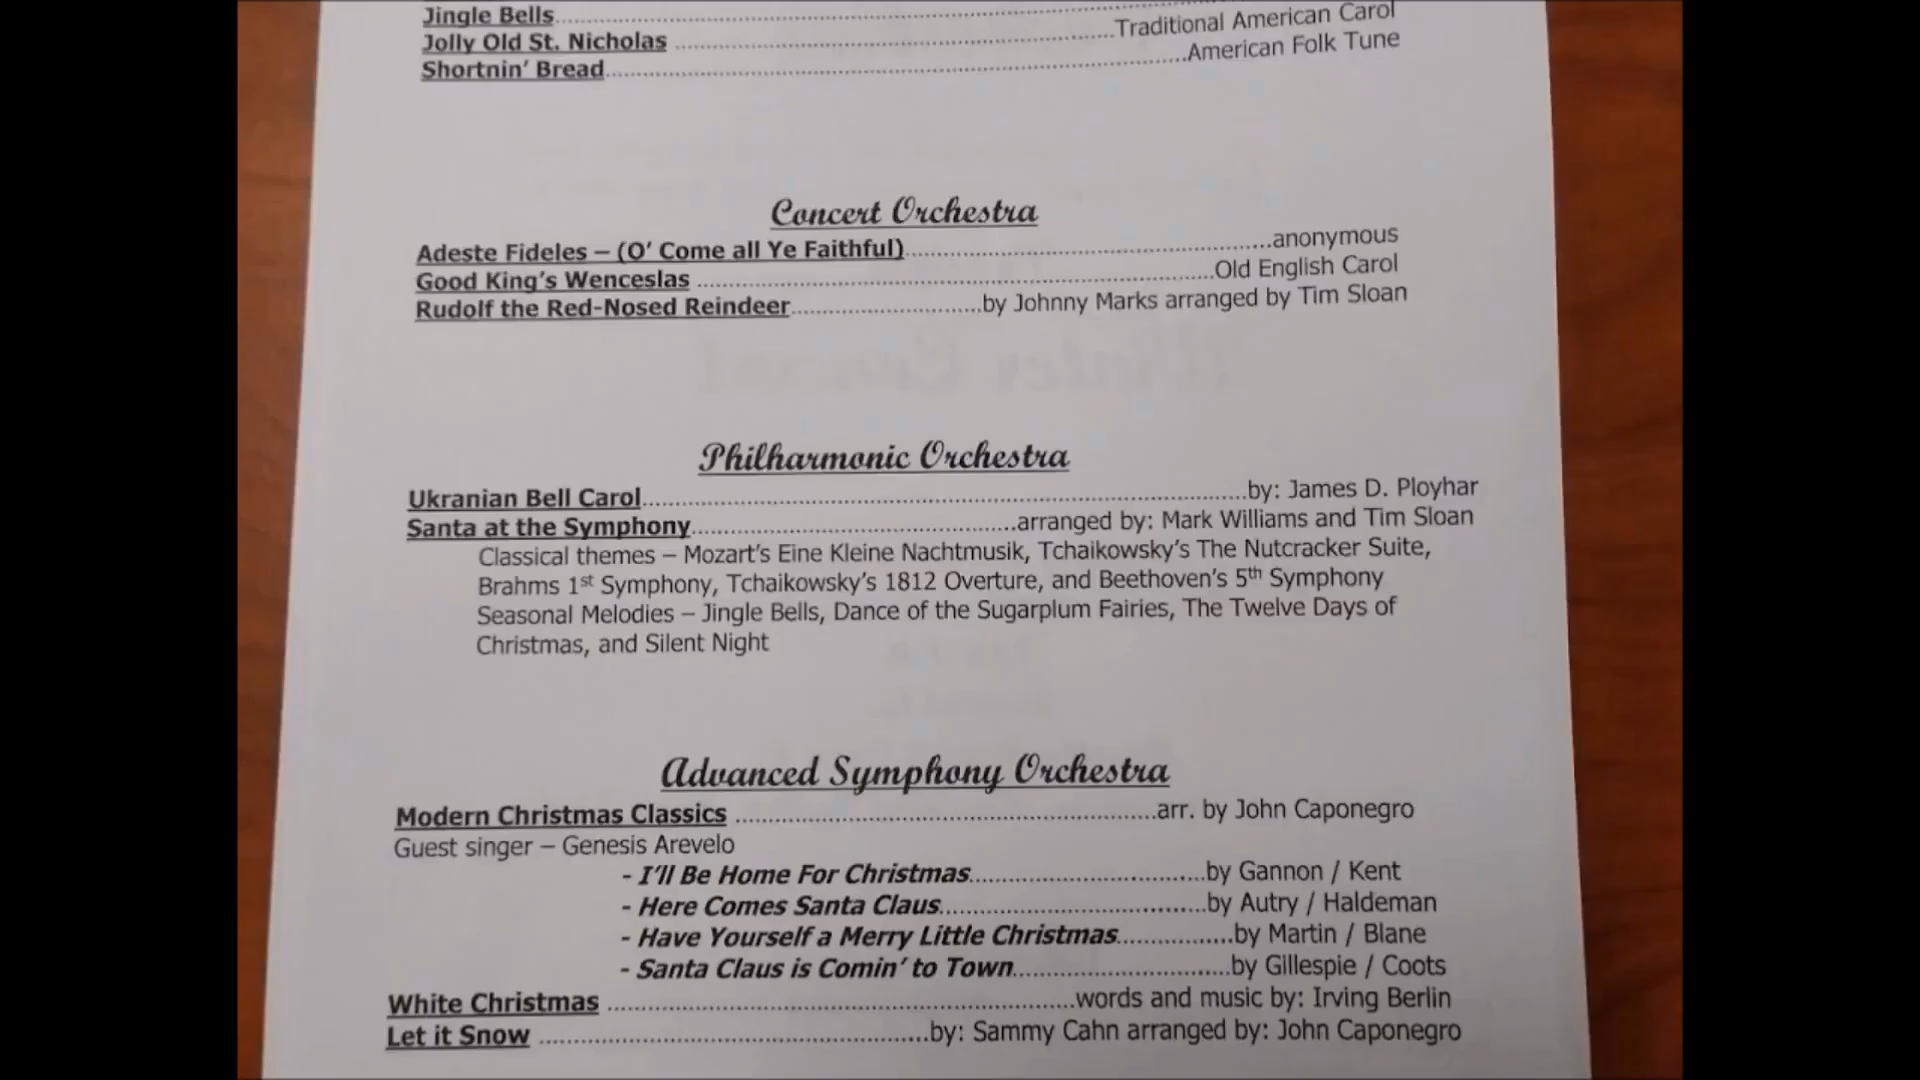 Jingle Bells
Jolly Old St. Nicholas ........Traditional American Carol
Shortnin' Bread........American Folk Tune
Concert Orchestra
Adeste Fideles – (O' Come all Ye Faithful)........anonymous
Good King's Wenceslas ........Old English Carol
Rudolf the Red-Nosed Reindeer........by Johnny Marks arranged by Tim Sloan
Winter Concert
Philharmonic Orchestra
Ukranian Bell Carol........by: James D. Ployhar
Santa at the Symphony........arranged by: Mark Williams and Tim Sloan
Classical themes – Mozart's Eine Kleine Nachtmusik, Tchaikowsky's The Nutcracker Suite,
Brahms 1st Symphony, Tchaikowsky's 1812 Overture, and Beethoven's 5th Symphony
Seasonal Melodies – Jingle Bells, Dance of the Sugarplum Fairies, The Twelve Days of
Christmas, and Silent Night
Advanced Symphony Orchestra
Modern Christmas Classics ........arr. by John Caponegro
Guest singer – Genesis Arevelo
- I'll Be Home For Christmas........by Gannon / Kent
- Here Comes Santa Claus........by Autry / Haldeman
- Have Yourself a Merry Little Christmas........by Martin / Blane
- Santa Claus is Comin' to Town........by Gillespie / Coots
White Christmas ........words and music by: Irving Berlin
Let it Snow ........by: Sammy Cahn arranged by: John Caponegro